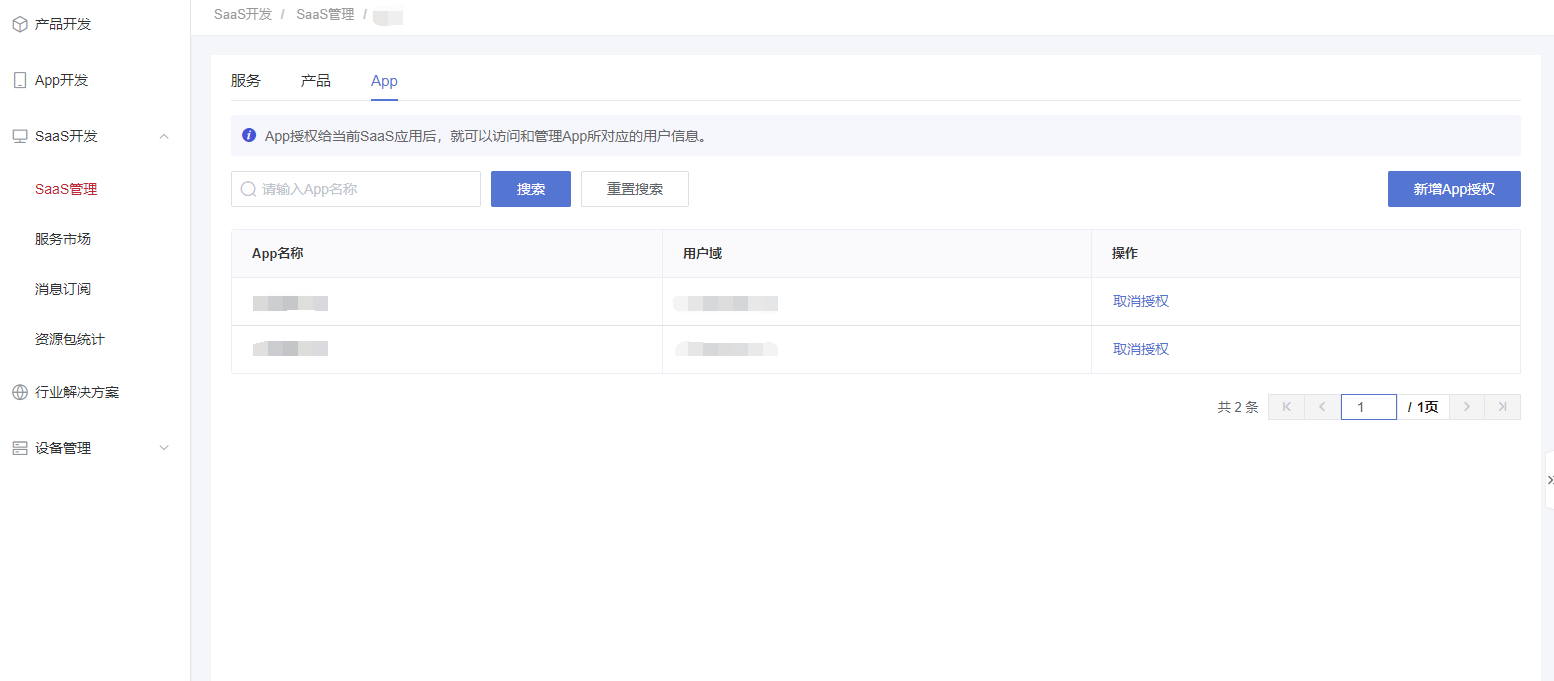 产品开发
App开发
SaaS开发
SaaS管理
服务市场
消息订阅
资源包统计
行业解决方案
设备管理
SaaS开发 / SaaS管理 /
服务 产品 App
App授权给当前SaaS应用后，就可以访问和管理App所对应的用户信息。
请输入App名称 搜索 重置搜索 新增App授权
App名称 用户域 操作
取消授权
取消授权
共 2 条 1 / 1页